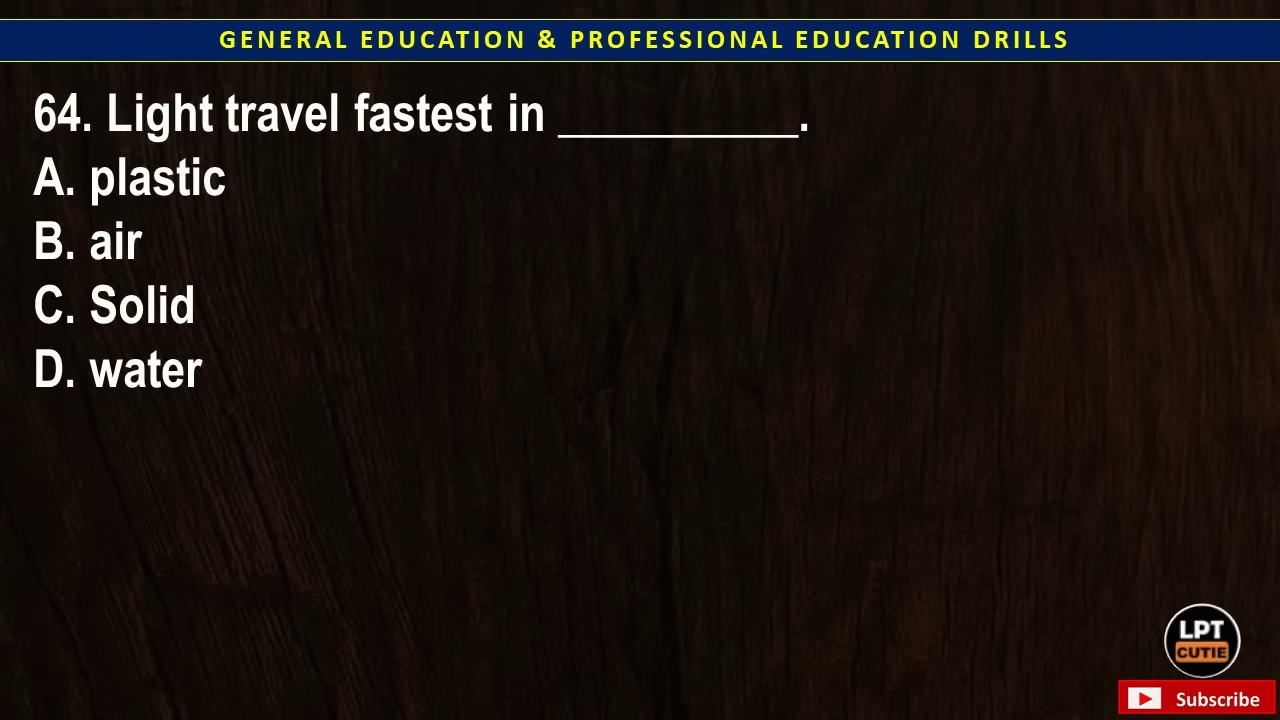 GENERAL EDUCATION & PROFESSIONAL EDUCATION DRILLS
64. Light travel fastest in __________.
A. plastic
B. air
C. Solid
D. water
LPT
CUTIE
Subscribe